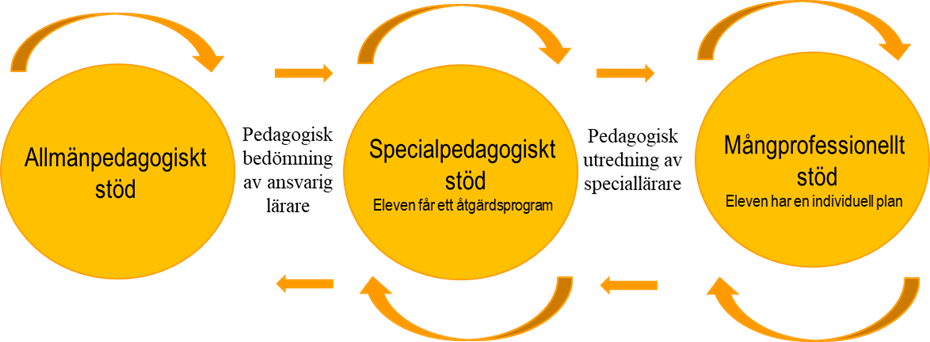 Allmänpedagogiskt
stöd
Pedagogisk
bedömning
av ansvarig
lärare
Specialpedagogiskt
stöd
Eleven får ett åtgärdsprogram
Pedagogisk
utredning av
speciallärare
Mångprofessionellt
stöd
Eleven har en individuell plan